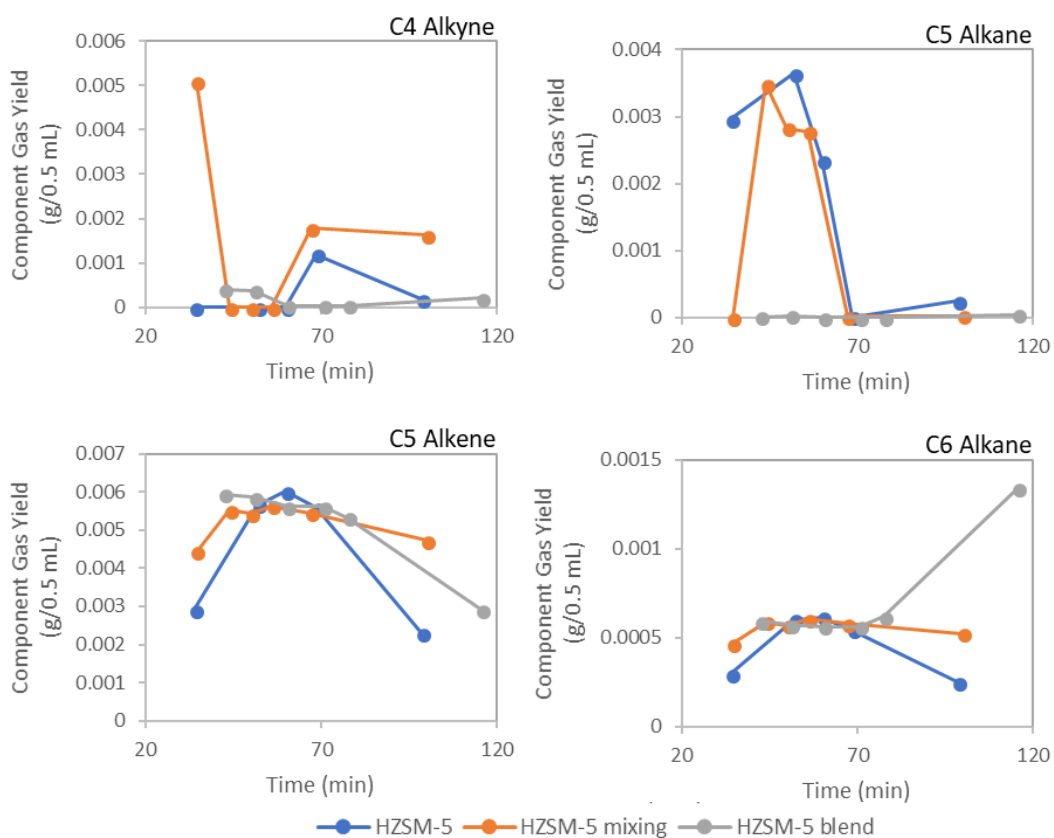 C4 Alkyne
Component Gas Yield
(g/0.5 mL)
0.006
0.005
0.004
0.003
0.002
0.001
0
20
70
120
Time (min)
C5 Alkane
Component Gas Yield
(g/0.5 mL)
0.004
0.003
0.002
0.001
0
20
70
120
Time (min)
C5 Alkene
Component Gas Yield
(g/0.5 mL)
0.007
0.006
0.005
0.004
0.003
0.002
0.001
0
20
70
120
Time (min)
C6 Alkane
Component Gas Yield
(g/0.5 mL)
0.0015
0.001
0.0005
0
20
70
120
Time (min)
HZSM-5 HZSM-5 mixing HZSM-5 blend